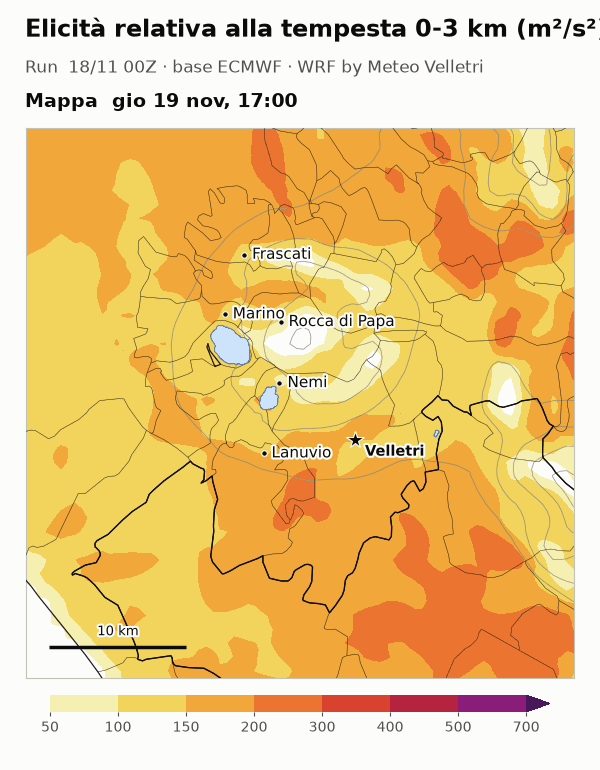 Elicità relativa alla tempesta 0-3 km (m²/s²)
Run 18/11 00Z · base ECMWF · WRF by Meteo Velletri
Mappa gio 19 nov, 17:00
Frascati
Marino
Rocca di Papa
Nemi
Velletri
Lanuvio
10 km
50 100 150 200 300 400 500 700